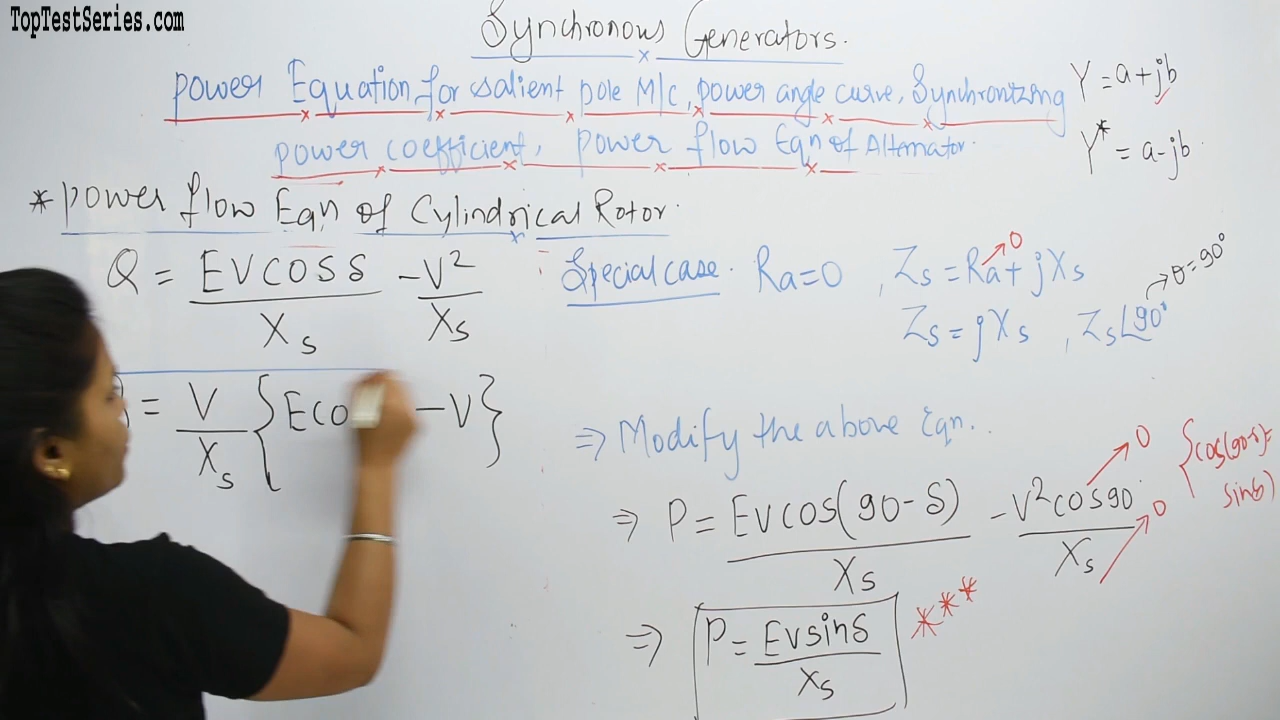 TopTestSeries.com
Synchronous Generators.
Power Equation for salient pole M/c, power angle curve, Synchronizing
power coefficient, power flow Eqn of Alternator.
Y = a+jb
Y* = a-jb
*Power flow Eqn of Cylindrical Rotor.
Q = EVCOSδ / Xs - V² / Xs
= V / Xs {Eco - V}
Special case. Ra=0, Zs = Ra + jXs
0
Zs = jXs, Zs∠90° → θ=90°
⇒ Modify the above Eqn..
⇒ P = EVcos(90-δ) / Xs - V²cos90 / Xs
0
0
{cos(90-δ)=
sinδ)
⇒ P = EVsinδ / Xs ***